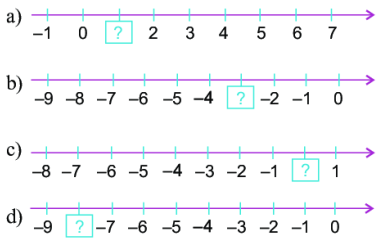 a)
–1 0 ? 2 3 4 5 6 7
b)
–9 –8 –7 –6 –5 –4 ? –2 –1 0
c)
–8 –7 –6 –5 –4 –3 –2 –1 ? 1
d)
–9 ? –7 –6 –5 –4 –3 –2 –1 0